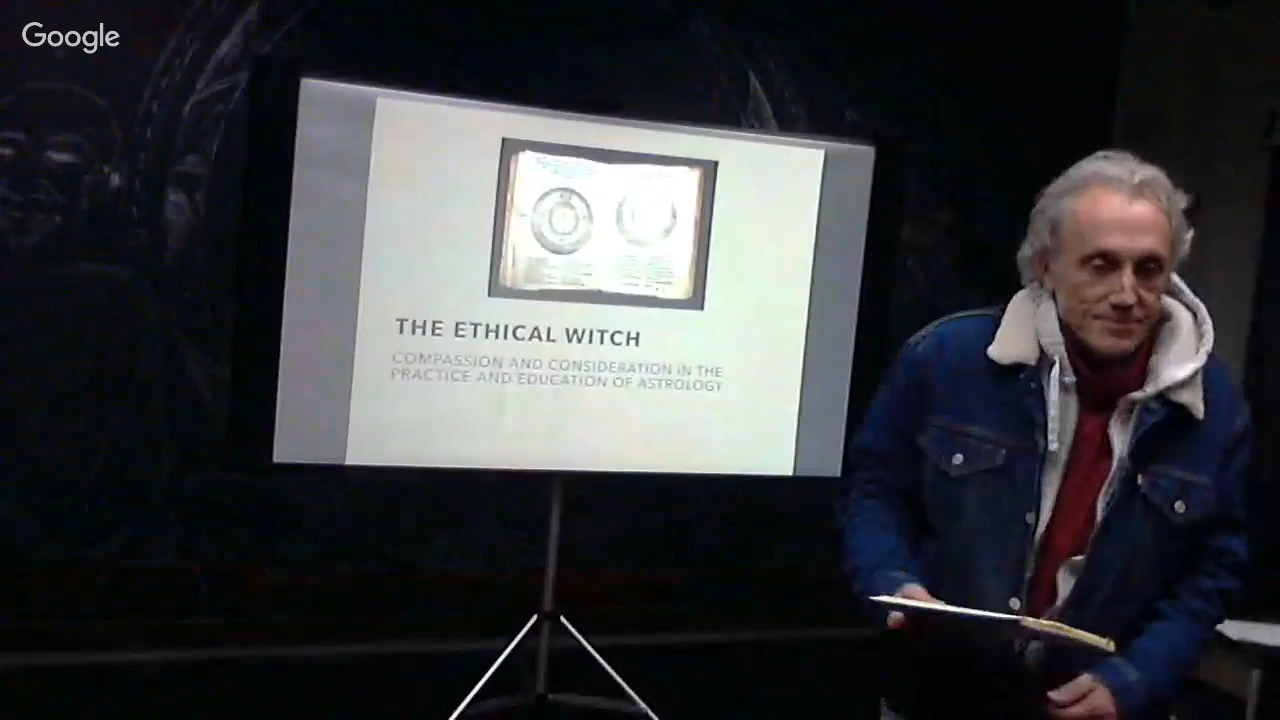 Google
THE ETHICAL WITCH
COMPASSION AND CONSIDERATION IN THE
PRACTICE AND EDUCATION OF ASTROLOGY